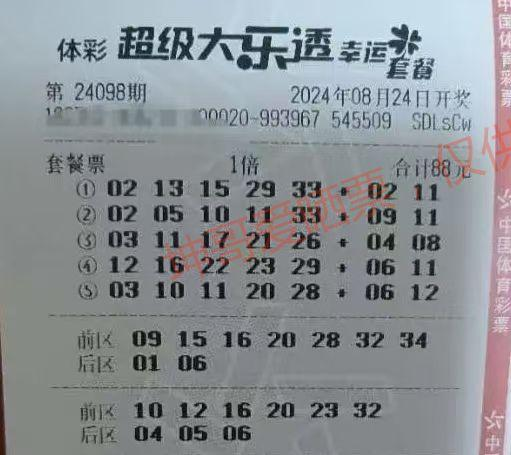 体彩 超级大乐透 幸运套餐
第 24098期 2024年08月24日开奖
00020-993967 545509 SDLsCw
套餐票 1倍 合计88元
① 02 13 15 29 33 + 02 11
② 02 05 10 11 33 + 09 11
③ 03 11 17 21 26 + 04 08
④ 12 16 22 23 29 + 06 11
⑤ 03 10 11 20 28 + 06 12
前区 09 15 16 20 28 32 34
后区 01 06
前区 10 12 16 20 23 32
后区 04 05 06
坤哥爱晒票 仅供
中国体育彩票
中国体育彩票
中